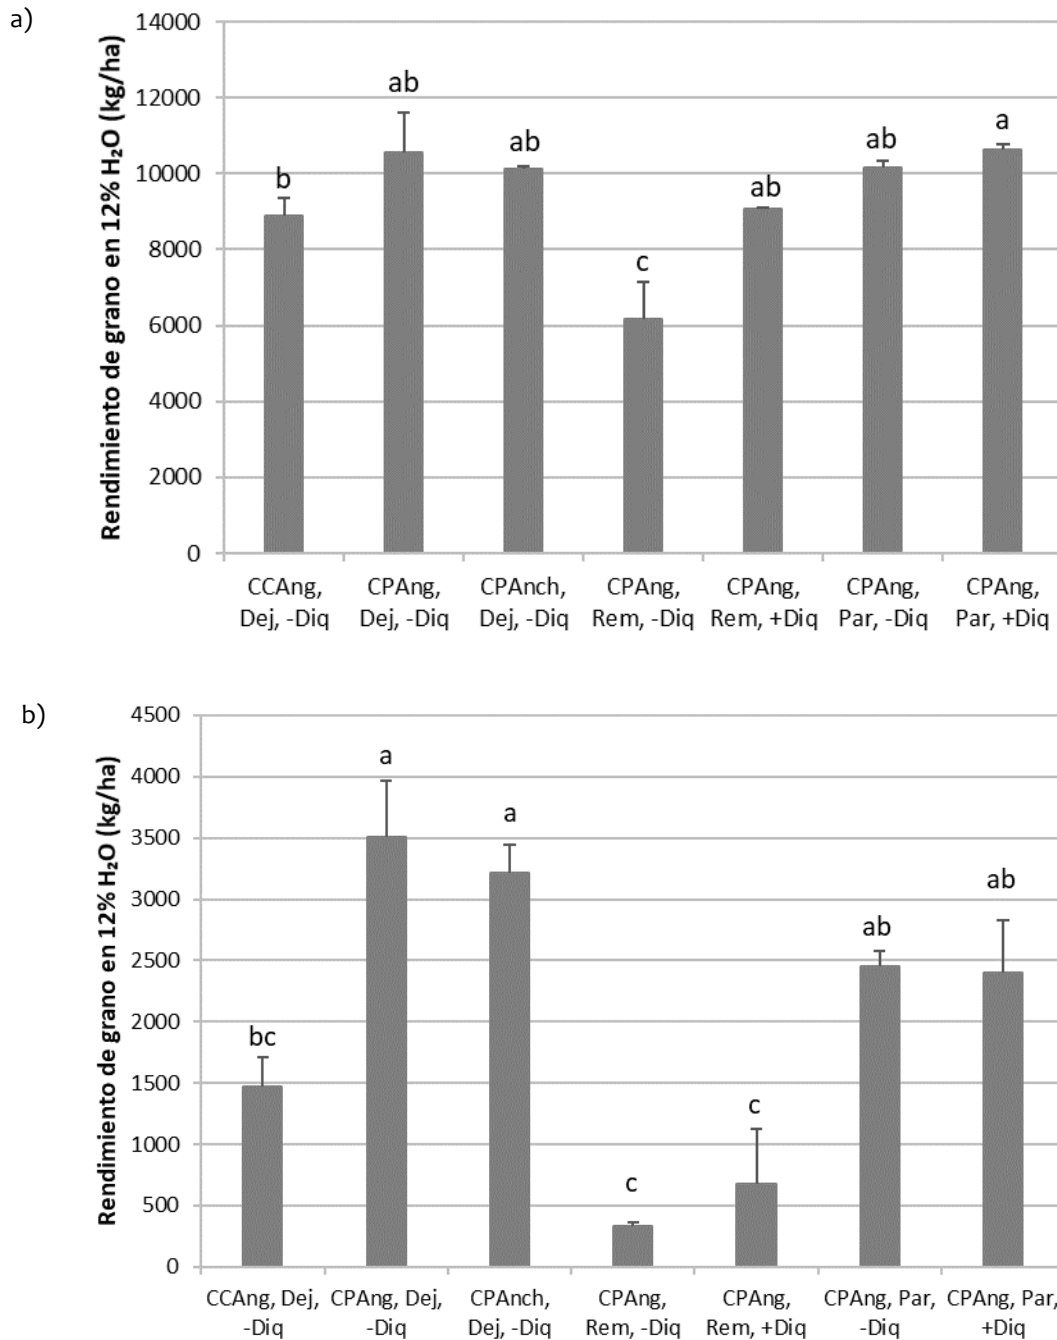 a)
Rendimiento de grano en 12% H₂O (kg/ha)
14000
12000
10000
8000
6000
4000
2000
0
b
ab
ab
c
ab
ab
a
CCAng,
Dej, -Diq
CPAng,
Dej, -Diq
CPAnch,
Dej, -Diq
CPAng,
Rem, -Diq
CPAng,
Rem, +Diq
CPAng,
Par, -Diq
CPAng,
Par, +Diq
b)
Rendimiento de grano en 12% H₂O (kg/ha)
4500
4000
3500
3000
2500
2000
1500
1000
500
0
bc
a
a
c
c
ab
ab
CCAng, Dej,
-Diq
CPAng, Dej,
-Diq
CPAnch,
Dej, -Diq
CPAng,
Rem, -Diq
CPAng,
Rem, +Diq
CPAng, Par,
-Diq
CPAng, Par,
+Diq